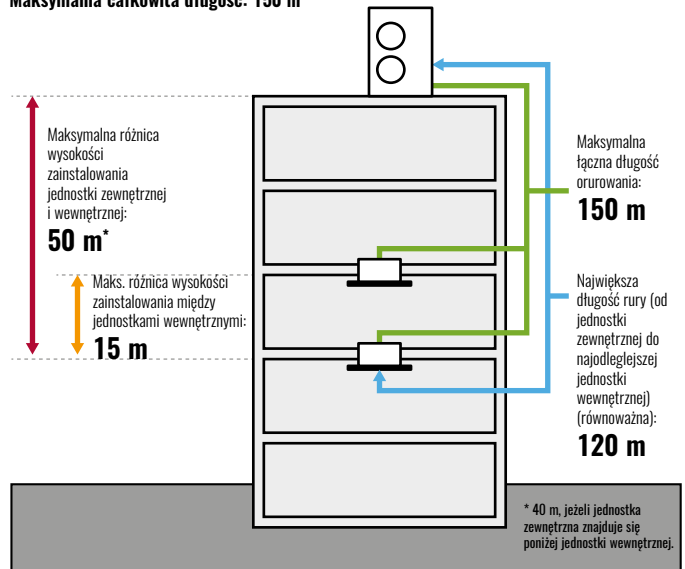 Maksymalna całkowita długość: 150 m
Maksymalna różnica
wysokości
zainstalowania
jednostki zewnętrznej
i wewnętrznej:
50 m*
Maks. różnica wysokości
zainstalowania między
jednostkami wewnętrznymi:
15 m
Maksymalna
łączna długość
orurowania:
150 m
Największa
długość rury (od
jednostki
zewnętrznej do
najodleglejszej
jednostki
wewnętrznej)
(równoważna):
120 m
* 40 m, jeżeli jednostka
zewnętrzna znajduje się
poniżej jednostki wewnętrznej.